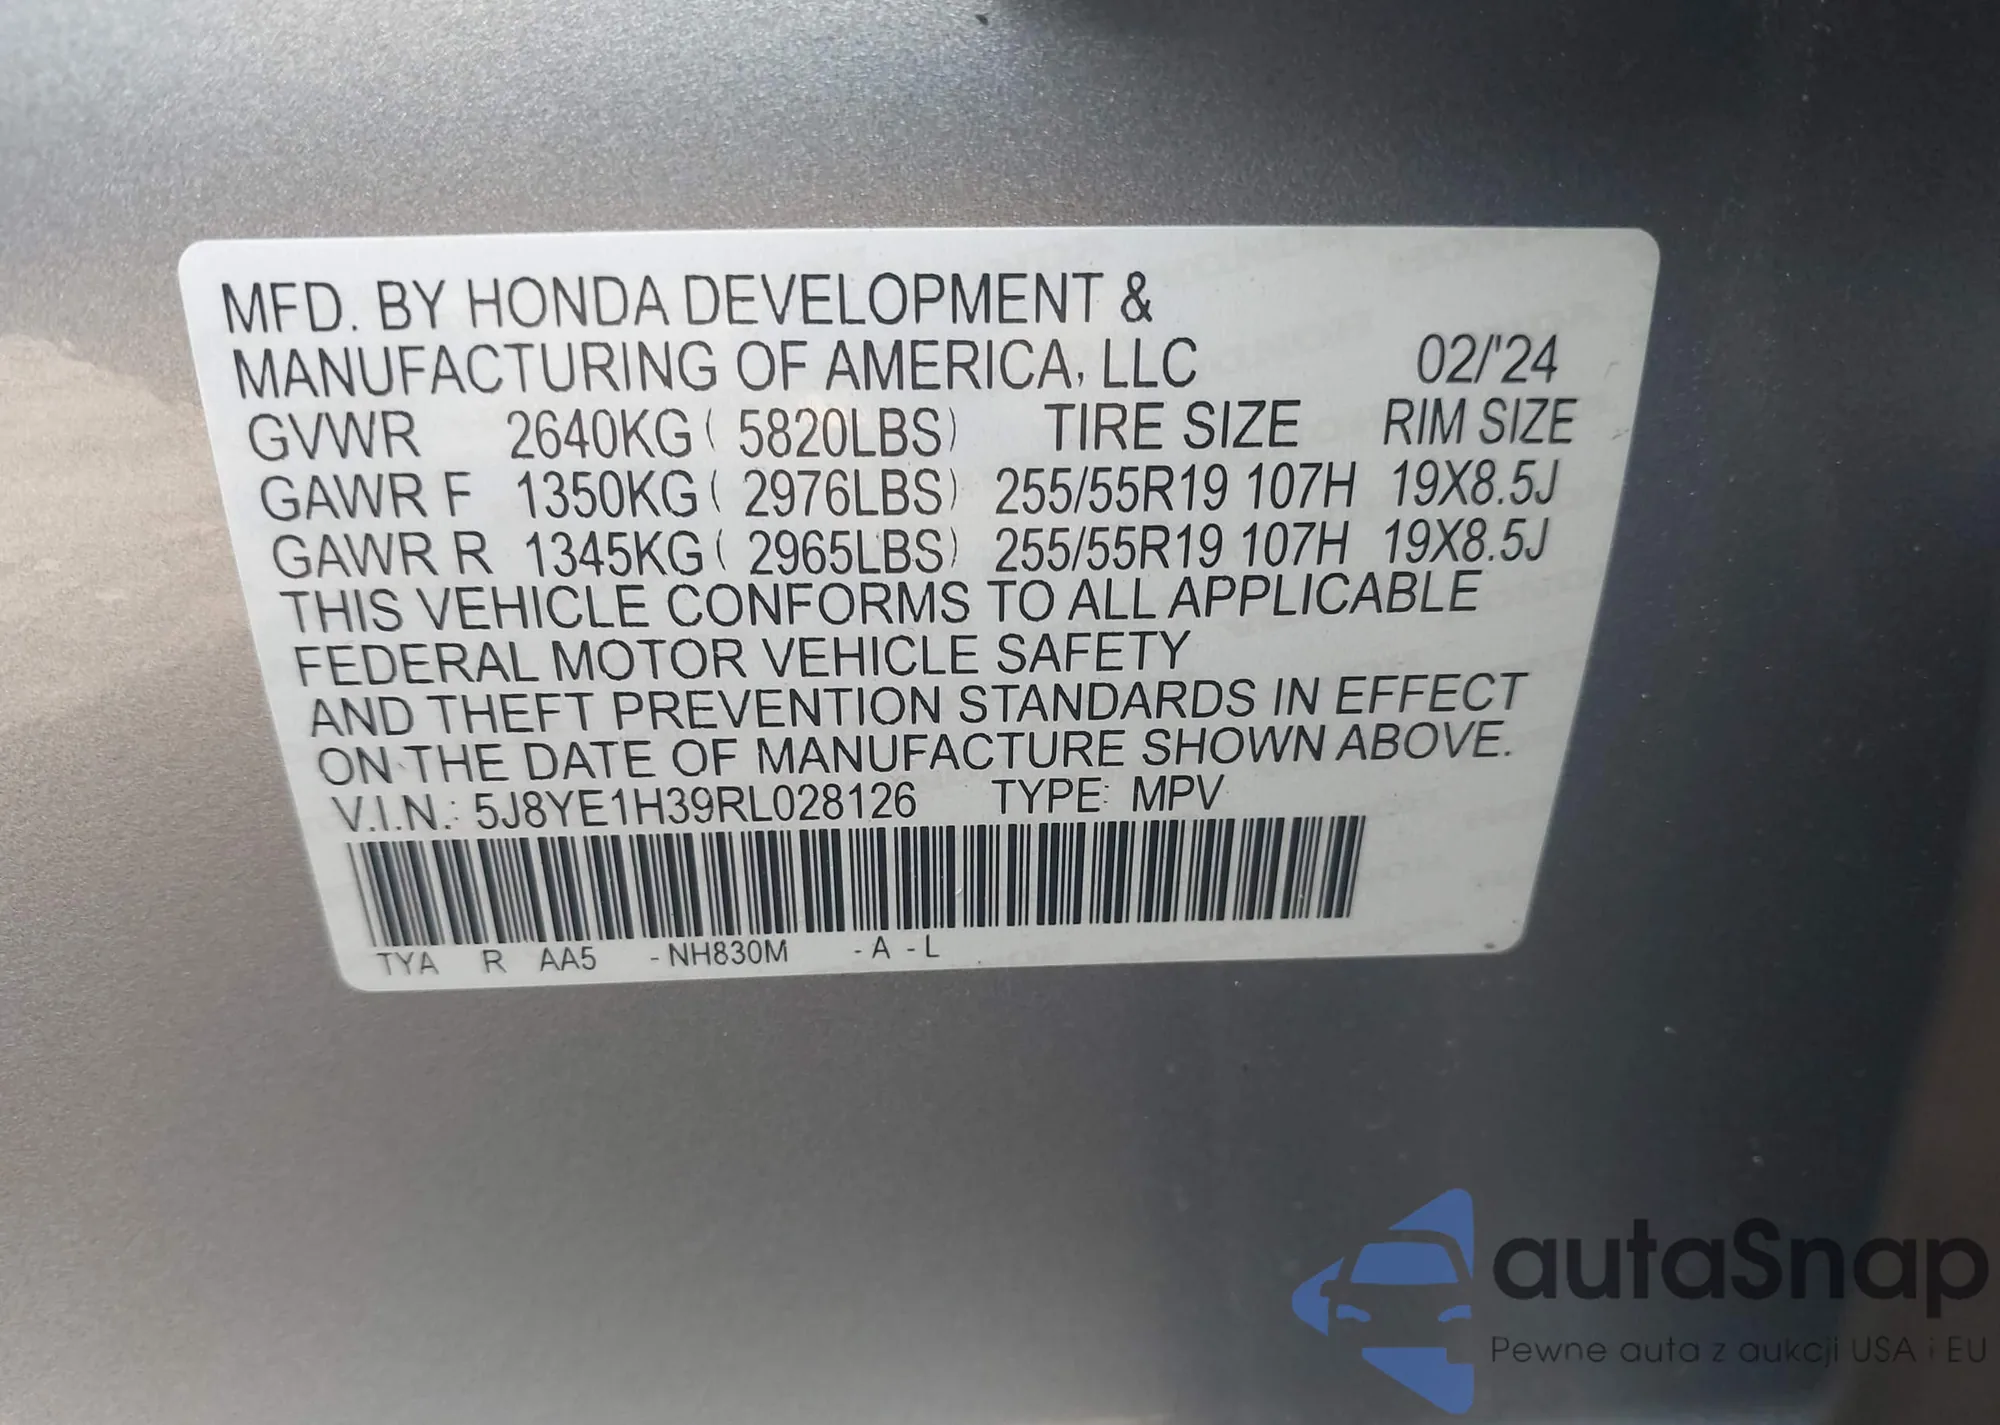 MFD. BY HONDA DEVELOPMENT &
MANUFACTURING OF AMERICA, LLC 02/'24
GVWR 2640KG ( 5820LBS) TIRE SIZE RIM SIZE
GAWR F 1350KG ( 2976LBS) 255/55R19 107H 19X8.5J
GAWR R 1345KG ( 2965LBS) 255/55R19 107H 19X8.5J
THIS VEHICLE CONFORMS TO ALL APPLICABLE
FEDERAL MOTOR VEHICLE SAFETY
AND THEFT PREVENTION STANDARDS IN EFFECT
ON THE DATE OF MANUFACTURE SHOWN ABOVE.
V.I.N.: 5J8YE1H39RL028126 TYPE: MPV
TYA R AA5 - NH830M - A - L
autaSnap
Pewne auta z aukcji USA i EU